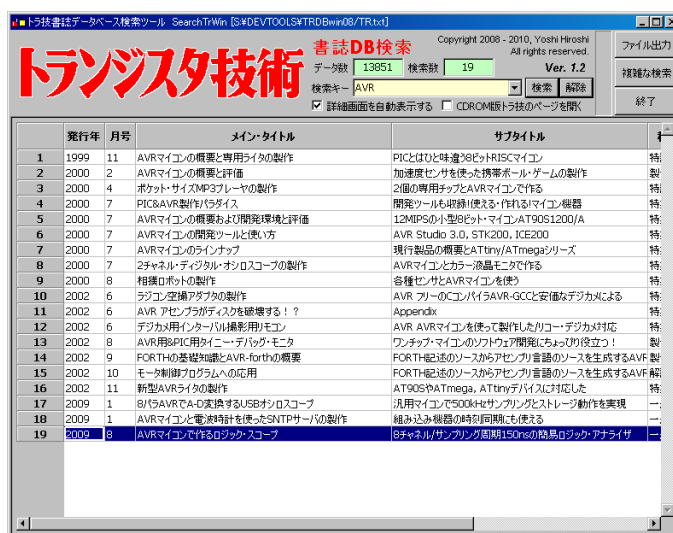 トラ技書誌データベース検索ツール SearchTrWin [S:¥DEVTOOLS¥TRDBwin08/TR.txt]
トランジスタ技術
書誌DB検索
Copyright 2008 - 2010, Yoshi Hiroshi
All rights reserved.
データ数 13851 検索数 19 Ver. 1.2
検索キー AVR 検索 解除
詳細画面を自動表示する CDROM版トラ技のページを開く
ファイル出力
複雑な検索
終了
発行年 月号 メイン・タイトル サブタイトル
1 1999 11 AVRマイコンの概要と専用ライタの製作 PICとはひと味違う8ビットRISCマイコン 特
2 2000 2 AVRマイコンの概要と評価 加速度センサを使った携帯ボール・ゲームの製作 製
3 2000 4 ポケット・サイズMP3プレーヤの製作 2個の専用チップとAVRマイコンで作る 特
4 2000 7 PIC&AVR製作パラダイス 開発ツールも収録!使える・作れる!マイコン機器 特
5 2000 7 AVRマイコンの概要および開発環境と評価 12MIPSの小型8ビット・マイコンAT90S1200/A 特
6 2000 7 AVRマイコンの開発ツールと使い方 AVR Studio 3.0, STK200, ICE200 特
7 2000 7 AVRマイコンのラインナップ 現行製品の概要とATtiny/ATmegaシリーズ 特
8 2000 7 2チャネル・ディジタル・オシロスコープの製作 AVRマイコンとカラー液晶モニタで作る 特
9 2000 8 相撲ロボットの製作 各種センサとAVRマイコンを使う 特
10 2002 6 ラジコン空撮アダプタの製作 AVR フリーのCコンパイラAVR-GCCと安価なデジカメによる 特
11 2002 6 AVR アセンブラがディスクを破壊する!? Appendix 特
12 2002 6 デジカメ用インターバル撮影用リモコン AVR AVRマイコンを使って製作した/リコー・デジカメ対応 特
13 2002 8 AVR用&PIC用タイニー・デバッグ・モニタ ワンチップ・マイコンのソフトウェア開発にちょっぴり役立つ! 製
14 2002 9 FORTHの基礎知識とAVR-forthの概要 FORTH記述のソースからアセンブリ言語のソースを生成するAVF 製
15 2002 10 モータ制御プログラムへの応用 FORTH記述のソースからアセンブリ言語のソースを生成するAVF 解
16 2002 11 新型AVRライタの製作 AT90SやATmega, ATtinyデバイスに対応した 特
17 2009 1 8パラAVRでA-D変換するUSBオシロスコープ 汎用マイコンで500kHzサンプリングとストレージ動作を実現 一
18 2009 1 AVRマイコンと電波時計を使ったSNTPサーバの製作 組み込み機器の時刻同期にも使える 一
19 2009 8 AVRマイコンで作るロジック・スコープ 8チャネル/サンプリング周期150nsの簡易ロジック・アナライザ 一